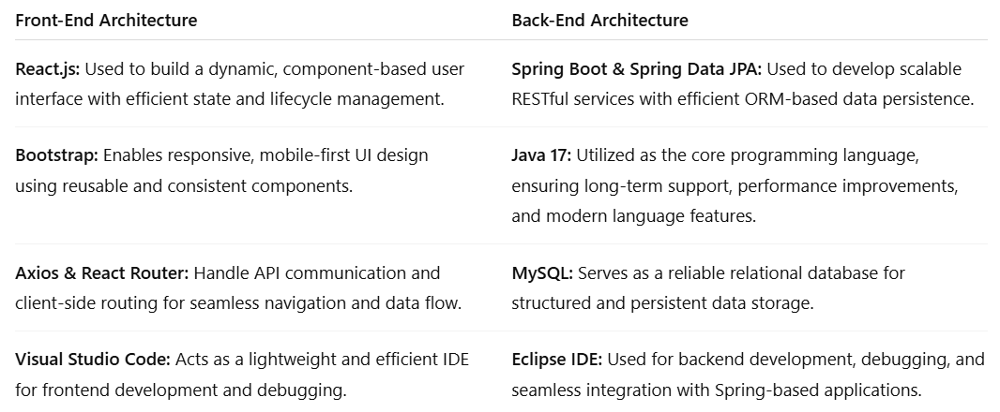 Front-End Architecture
Back-End Architecture
React.js: Used to build a dynamic, component-based user
interface with efficient state and lifecycle management.
Spring Boot & Spring Data JPA: Used to develop scalable
RESTful services with efficient ORM-based data persistence.
Bootstrap: Enables responsive, mobile-first UI design
using reusable and consistent components.
Java 17: Utilized as the core programming language,
ensuring long-term support, performance improvements,
and modern language features.
Axios & React Router: Handle API communication and
client-side routing for seamless navigation and data flow.
MySQL: Serves as a reliable relational database for
structured and persistent data storage.
Visual Studio Code: Acts as a lightweight and efficient IDE
for frontend development and debugging.
Eclipse IDE: Used for backend development, debugging, and
seamless integration with Spring-based applications.